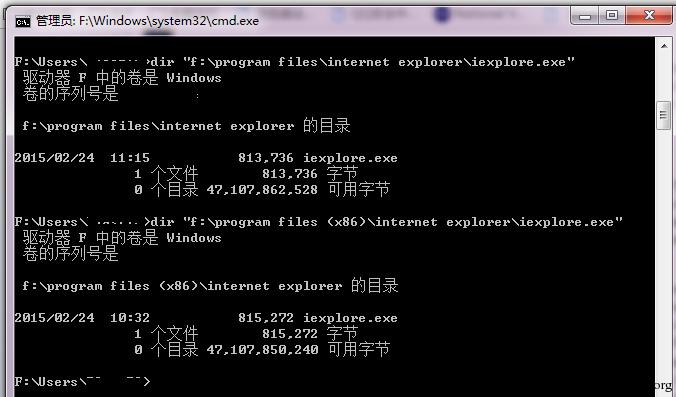 管理员: F:\Windows\system32\cmd.exe
F:\Users\ >dir "f:\program files\internet explorer\iexplore.exe"
驱动器 F 中的卷是 Windows
卷的序列号是
f:\program files\internet explorer 的目录
2015/02/24 11:15 813,736 iexplore.exe
1 个文件 813,736 字节
0 个目录 47,107,862,528 可用字节
F:\Users\ >dir "f:\program files (x86)\internet explorer\iexplore.exe"
驱动器 F 中的卷是 Windows
卷的序列号是
f:\program files (x86)\internet explorer 的目录
2015/02/24 10:32 815,272 iexplore.exe
1 个文件 815,272 字节
0 个目录 47,107,850,240 可用字节
F:\Users\ >
org